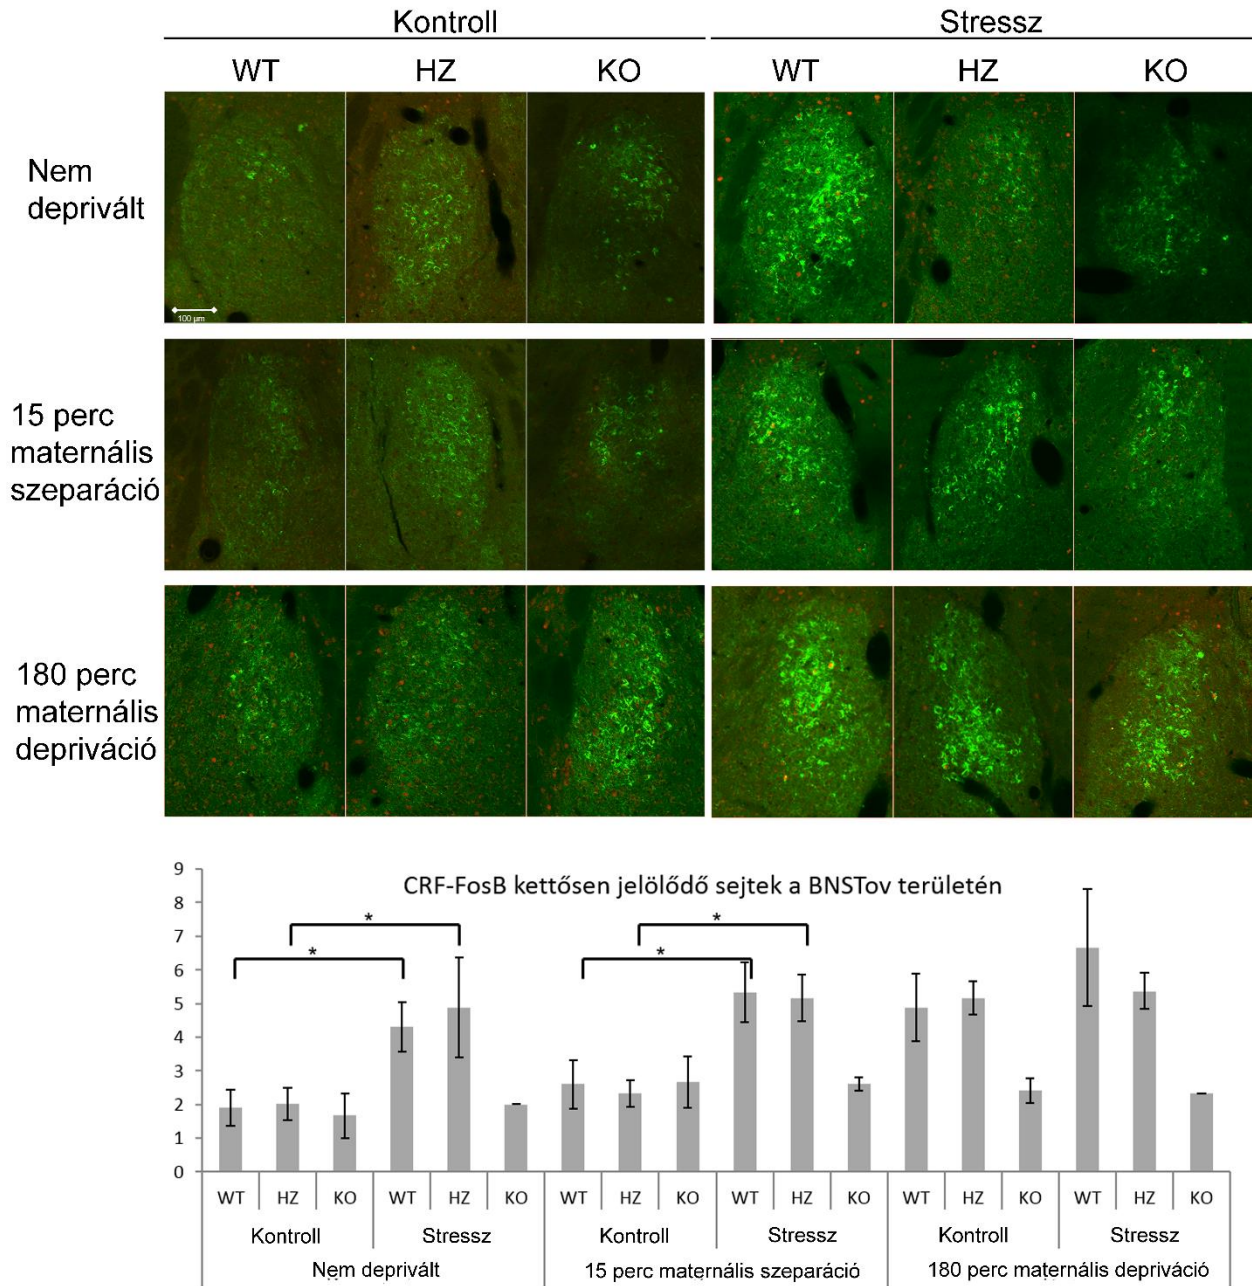 Kontroll Stressz
WT HZ KO WT HZ KO
Nem
deprivált
100 µm
15 perc
maternális
szeparáció
180 perc
maternális
depriváció
CRF-FosB kettősen jelölődő sejtek a BNSTov területén
9
8
7
6
5
4
3
2
1
0
* *
* *
WT HZ KO WT HZ KO WT HZ KO WT HZ KO WT HZ KO WT HZ KO
Kontroll Stressz Kontroll Stressz Kontroll Stressz
Nem deprivált 15 perc maternális szeparáció 180 perc maternális depriváció